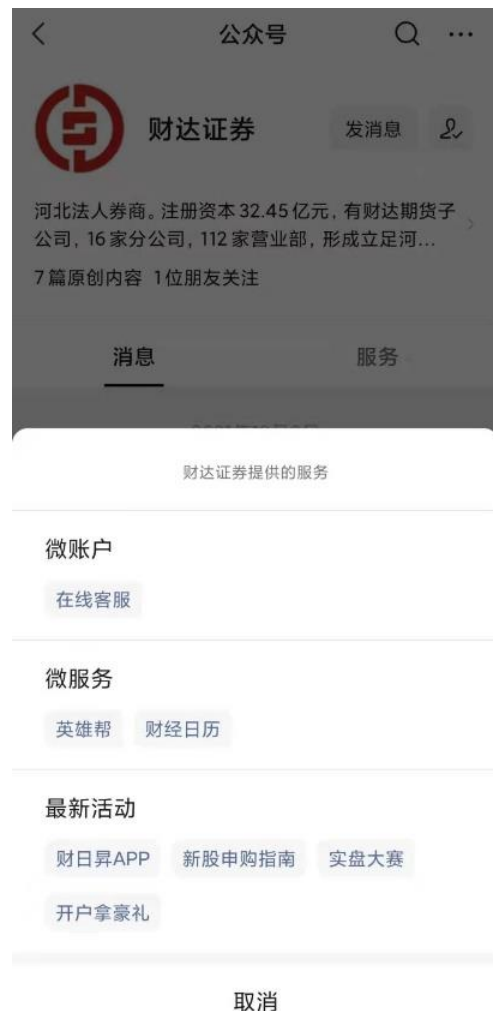 公众号
财达证券 发消息
河北法人券商。注册资本32.45亿元,有财达期货子
公司,16家分公司,112家营业部,形成立足河...
7篇原创内容 1位朋友关注
消息 服务
财达证券提供的服务
微账户
在线客服
微服务
英雄帮 财经日历
最新活动
财日昇APP 新股申购指南 实盘大赛
开户拿豪礼
取消